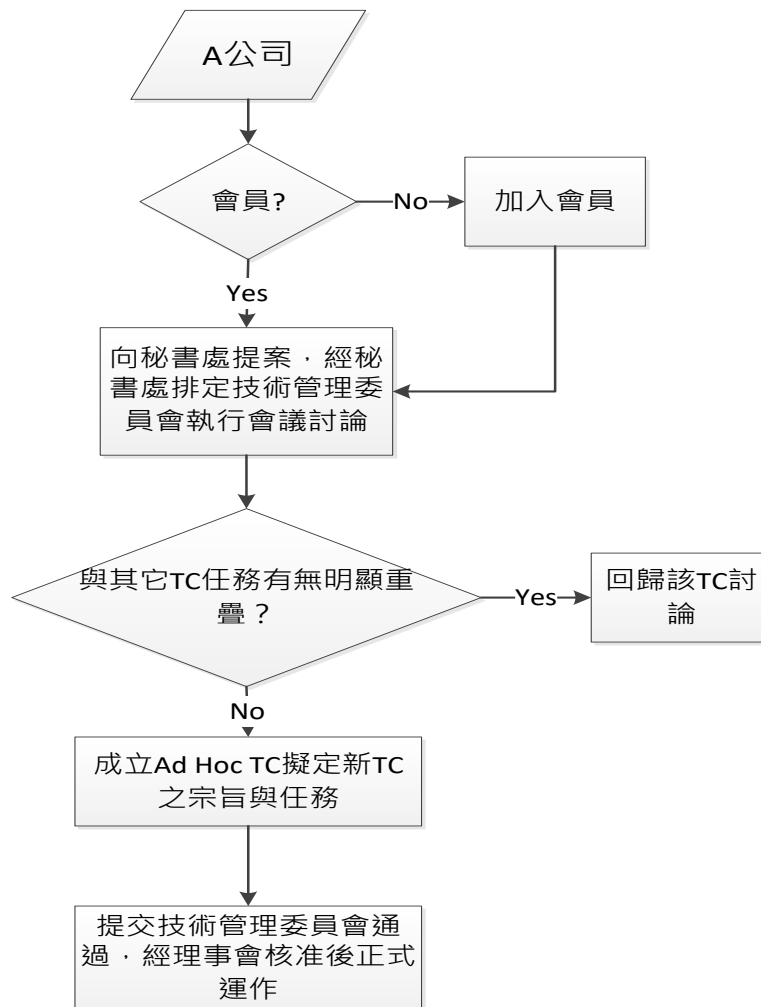 A公司
會員?
No
加入會員
Yes
向秘書處提案，經秘
書處排定技術管理委
員會執行會議討論
與其它TC任務有無明顯重
疊？
Yes
回歸該TC討
論
No
成立Ad Hoc TC擬定新TC
之宗旨與任務
提交技術管理委員會通
過，經理事會核准後正式
運作